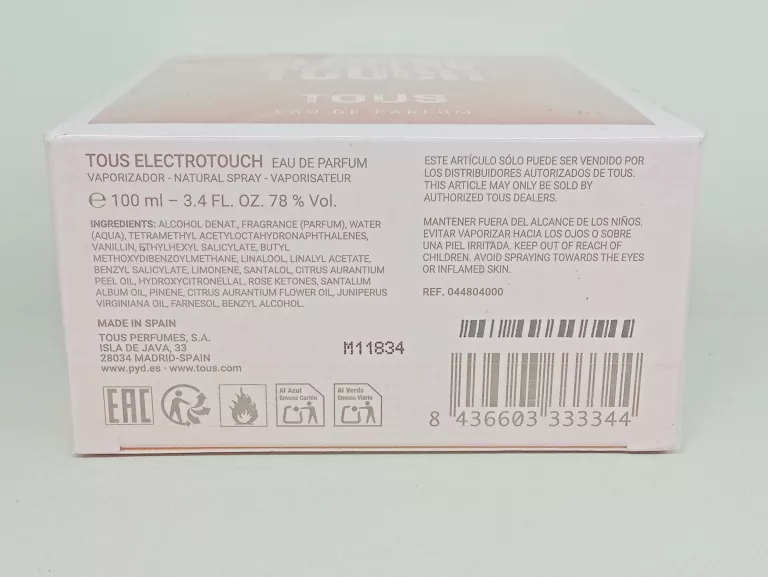 TOUCH
TOUS
EAU DE PARFUM
TOUS ELECTROTOUCH EAU DE PARFUM
VAPORIZADOR - NATURAL SPRAY - VAPORISATEUR
℮ 100 ml – 3.4 FL. OZ. 78 % Vol.
INGREDIENTS: ALCOHOL DENAT., FRAGRANCE (PARFUM), WATER
(AQUA), TETRAMETHYL ACETYLOCTAHYDRONAPHTHALENES,
VANILLIN, ETHYLHEXYL SALICYLATE, BUTYL
METHOXYDIBENZOYLMETHANE, LINALOOL, LINALYL ACETATE,
BENZYL SALICYLATE, LIMONENE, SANTALOL, CITRUS AURANTIUM
PEEL OIL, HYDROXYCITRONELLAL, ROSE KETONES, SANTALUM
ALBUM OIL, PINENE, CITRUS AURANTIUM FLOWER OIL, JUNIPERUS
VIRGINIANA OIL, FARNESOL, BENZYL ALCOHOL.
MADE IN SPAIN
TOUS PERFUMES, S.A.
ISLA DE JAVA, 33
28034 MADRID-SPAIN
www.pyd.es - www.tous.com
M11834
EAC
Al Azul
Envase Cartón
Al Verde
Envase Vidrio
ESTE ARTÍCULO SÓLO PUEDE SER VENDIDO POR
LOS DISTRIBUIDORES AUTORIZADOS DE TOUS.
THIS ARTICLE MAY ONLY BE SOLD BY
AUTHORIZED TOUS DEALERS.
MANTENER FUERA DEL ALCANCE DE LOS NIÑOS.
EVITAR VAPORIZAR HACIA LOS OJOS O SOBRE
UNA PIEL IRRITADA. KEEP OUT OF REACH OF
CHILDREN. AVOID SPRAYING TOWARDS THE EYES
OR INFLAMED SKIN.
REF. 044804000
8 436603 333344